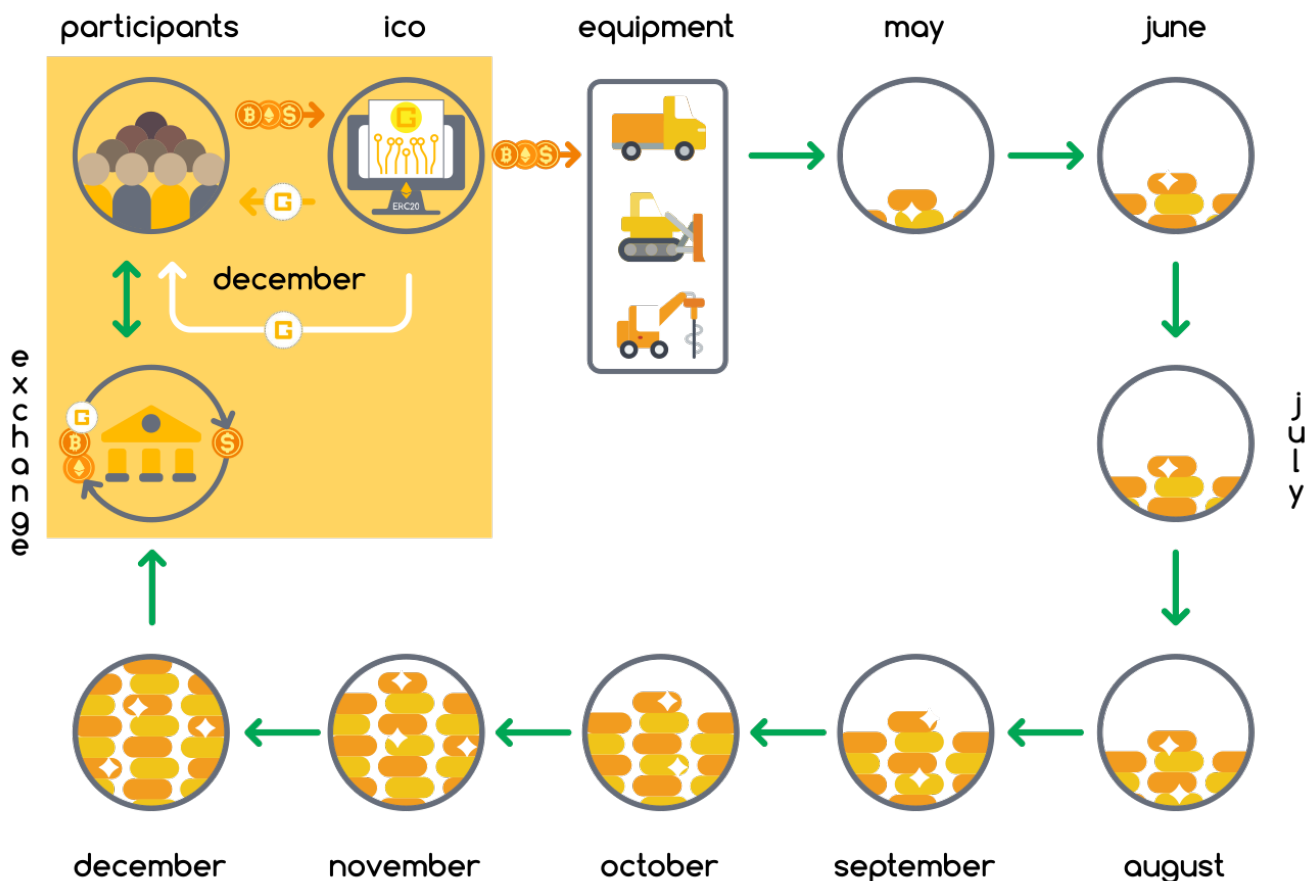 participants
ico
equipment
may
june
ERC20
december
exchange
july
december
november
october
september
august